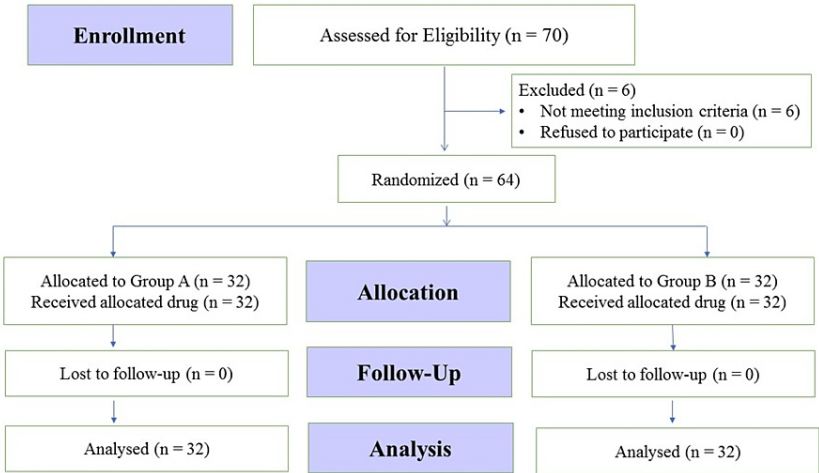 Enrollment
Assessed for Eligibility (n = 70)
Excluded (n = 6)
• Not meeting inclusion criteria (n = 6)
• Refused to participate (n = 0)
Randomized (n = 64)
Allocated to Group A (n = 32)
Received allocated drug (n = 32)
Allocation
Allocated to Group B (n = 32)
Received allocated drug (n = 32)
Lost to follow-up (n = 0)
Follow-Up
Lost to follow-up (n = 0)
Analysed (n = 32)
Analysis
Analysed (n = 32)